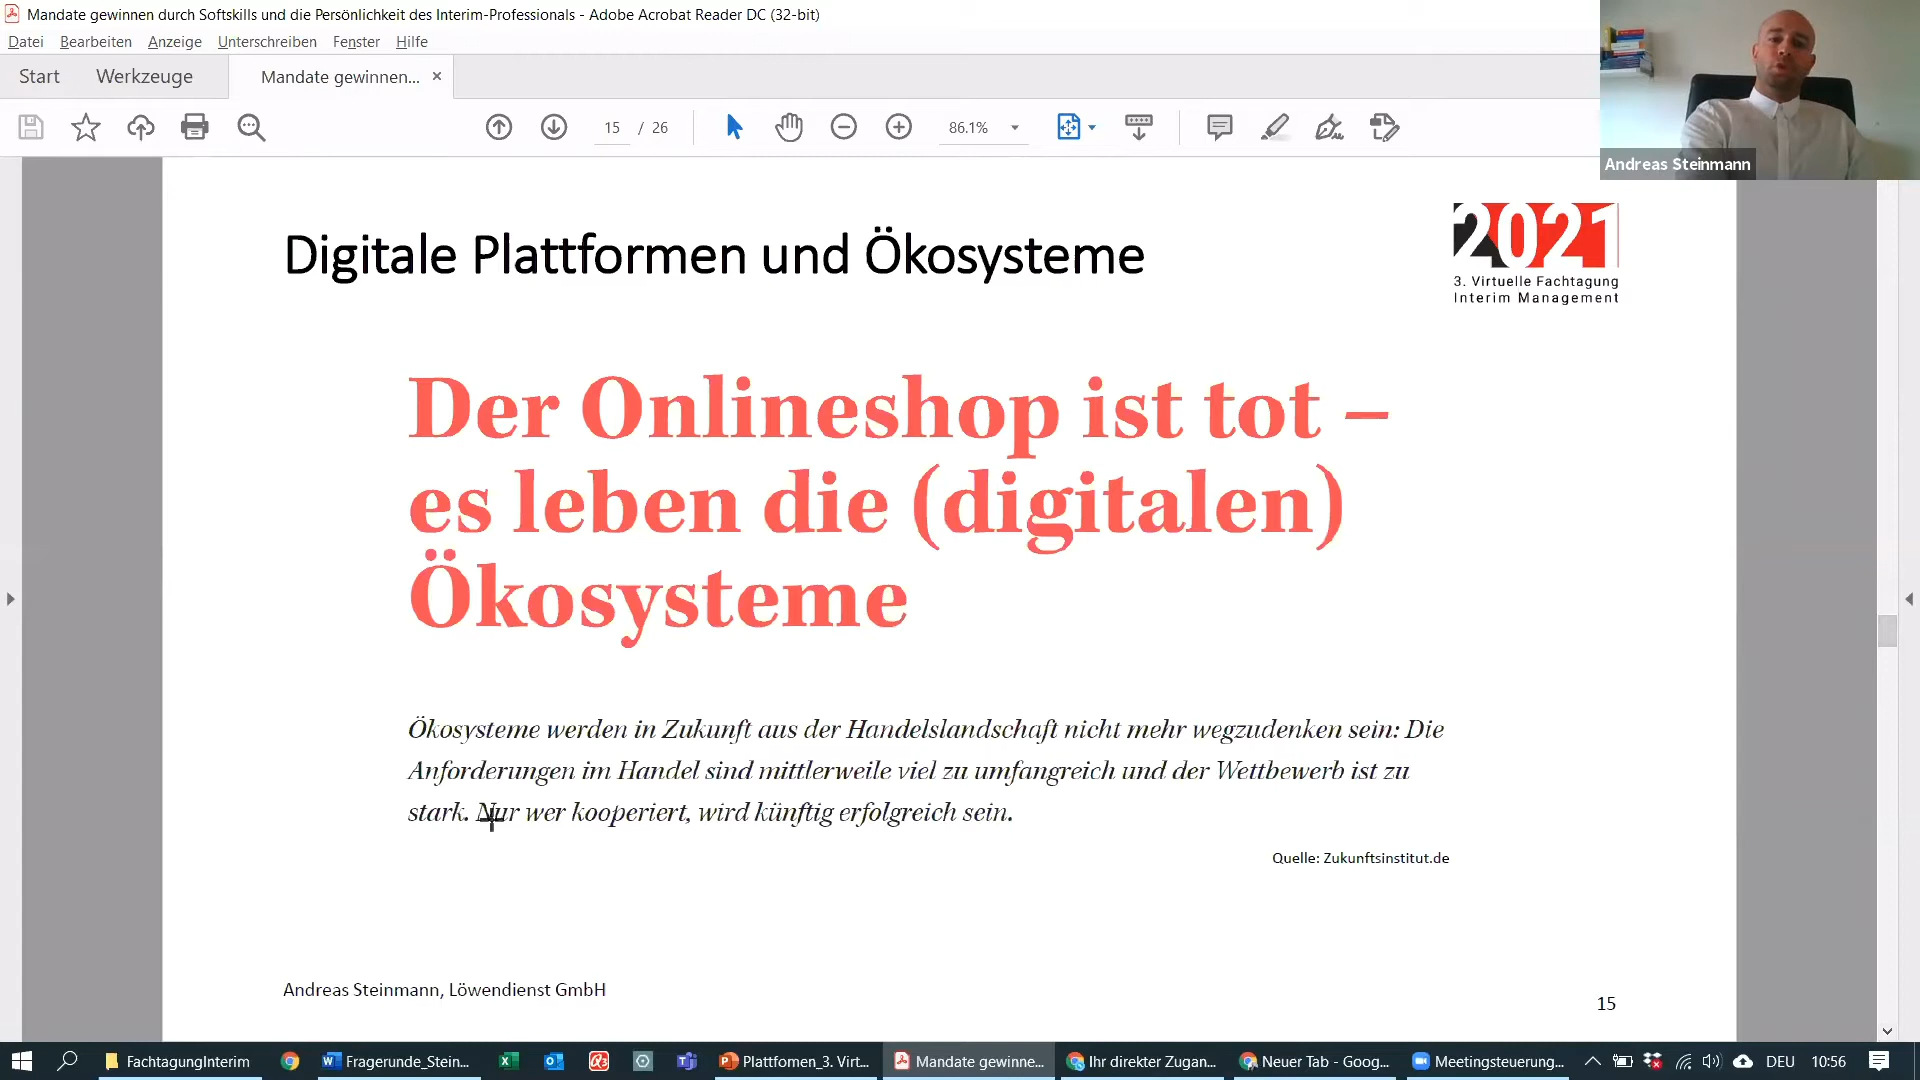 Mandate gewinnen durch Softskills und die Persönlichkeit des Interim-Professionals - Adobe Acrobat Reader DC (32-bit)
Datei Bearbeiten Anzeige Unterschreiben Fenster Hilfe
Start Werkzeuge Mandate gewinnen... ×
15 / 26 86.1%
Andreas Steinmann
Digitale Plattformen und Ökosysteme
2021
3. Virtuelle Fachtagung
Interim Management
Der Onlineshop ist tot –
es leben die (digitalen)
Ökosysteme
Ökosysteme werden in Zukunft aus der Handelslandschaft nicht mehr wegzudenken sein: Die
Anforderungen im Handel sind mittlerweile viel zu umfangreich und der Wettbewerb ist zu
stark. Nur wer kooperiert, wird künftig erfolgreich sein.
Quelle: Zukunftsinstitut.de
Andreas Steinmann, Löwendienst GmbH
15
FachtagungInterim Fragerunde_Stein... Plattfomen_3. Virt... Mandate gewinne... Ihr direkter Zugan... Neuer Tab - Goog... Meetingsteuerung... DEU 10:56